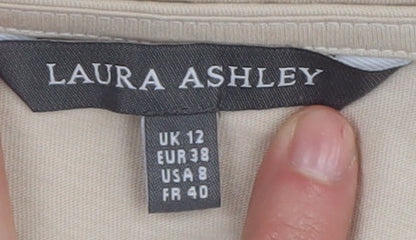 LAURA ASHLEY
UK 12
EUR 38
USA 8
FR 40